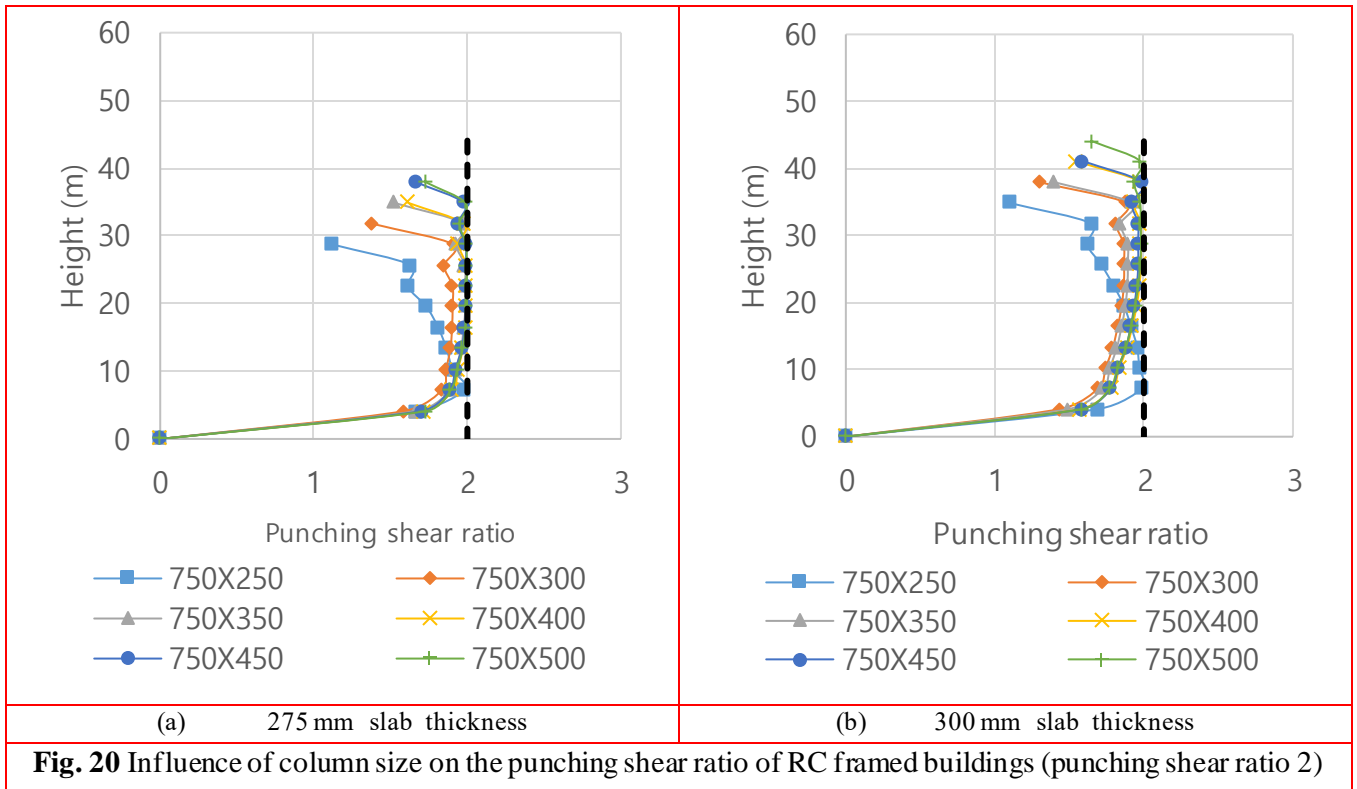 60
50
40
30
20
10
0
Height (m)
0 1 2 3
Punching shear ratio
750X250 750X300
750X350 750X400
750X450 750X500
(a) 275 mm slab thickness
60
50
40
30
20
10
0
Height (m)
0 1 2 3
Punching shear ratio
750X250 750X300
750X350 750X400
750X450 750X500
(b) 300 mm slab thickness
Fig. 20 Influence of column size on the punching shear ratio of RC framed buildings (punching shear ratio 2)